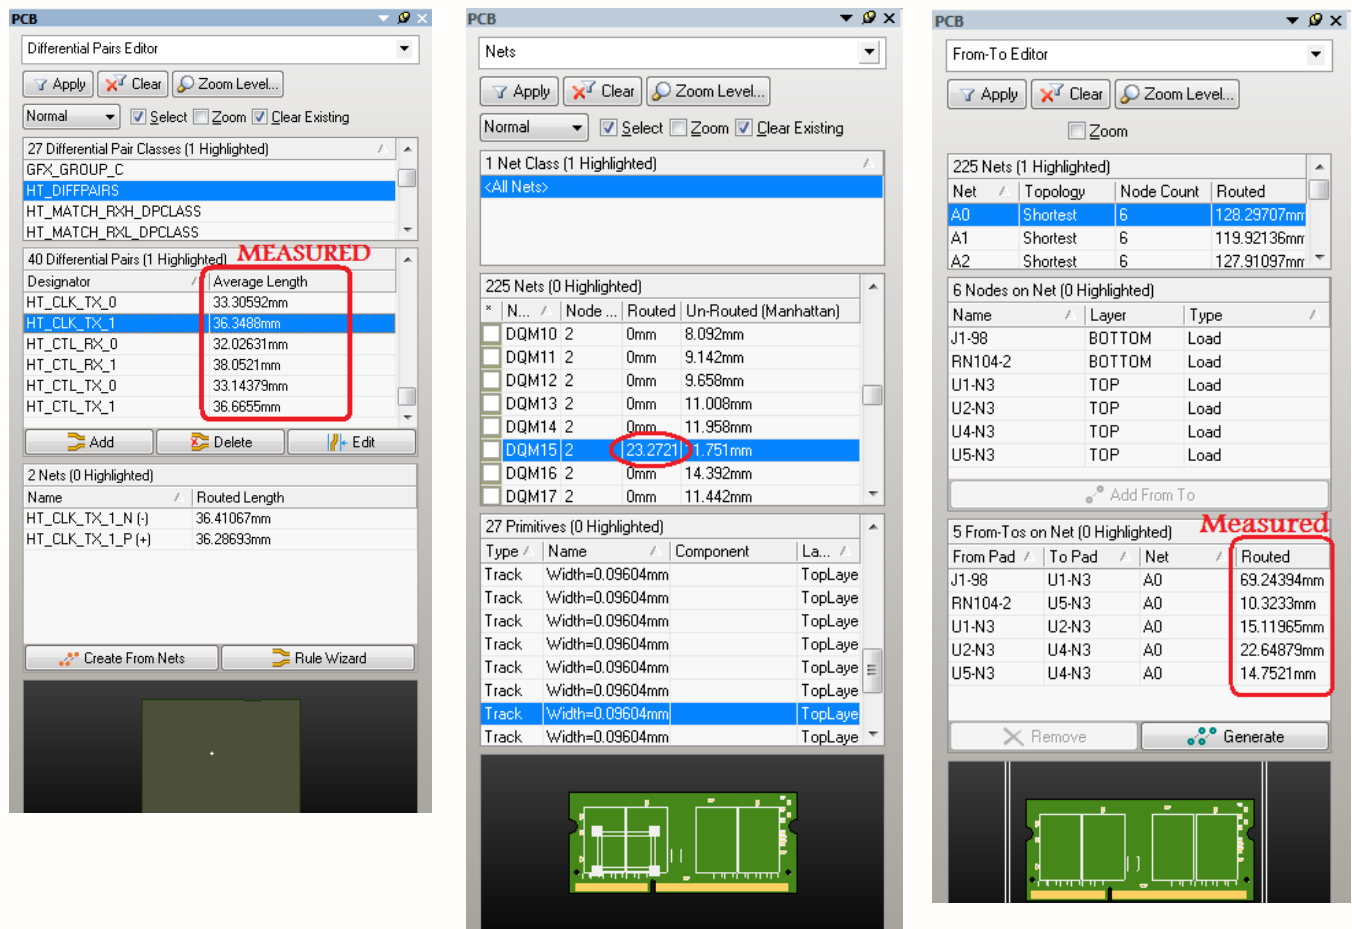 PCB
Differential Pairs Editor
Apply Clear Zoom Level...
Normal Select Zoom Clear Existing
27 Differential Pair Classes (1 Highlighted)
GFX_GROUP_C
HT_DIFFPAIRS
HT_MATCH_RXH_DPCLASS
HT_MATCH_RXL_DPCLASS
MEASURED
40 Differential Pairs (1 Highlighted)
Designator Average Length
HT_CLK_TX_0 33.30592mm
HT_CLK_TX_1 36.3488mm
HT_CTL_RX_0 32.02631mm
HT_CTL_RX_1 38.0521mm
HT_CTL_TX_0 33.14379mm
HT_CTL_TX_1 36.6655mm
Add Delete Edit
2 Nets (0 Highlighted)
Name Routed Length
HT_CLK_TX_1_N (-) 36.41067mm
HT_CLK_TX_1_P (+) 36.28693mm
Create From Nets Rule Wizard
PCB
Nets
Apply Clear Zoom Level...
Normal Select Zoom Clear Existing
1 Net Class (1 Highlighted)
<All Nets>
225 Nets (0 Highlighted)
* N... Node ... Routed Un-Routed (Manhattan)
DQM10 2 0mm 8.092mm
DQM11 2 0mm 9.142mm
DQM12 2 0mm 9.658mm
DQM13 2 0mm 11.008mm
DQM14 2 0mm 11.958mm
DQM15 2 23.2721 11.751mm
DQM16 2 0mm 14.392mm
DQM17 2 0mm 11.442mm
27 Primitives (0 Highlighted)
Type Name Component La...
Track Width=0.09604mm TopLaye
Track Width=0.09604mm TopLaye
Track Width=0.09604mm TopLaye
Track Width=0.09604mm TopLaye
Track Width=0.09604mm TopLaye
Track Width=0.09604mm TopLaye
Track Width=0.09604mm TopLaye
Track Width=0.09604mm TopLaye
PCB
From-To Editor
Apply Clear Zoom Level...
Zoom
225 Nets (1 Highlighted)
Net Topology Node Count Routed
A0 Shortest 6 128.29707mm
A1 Shortest 6 119.92136mm
A2 Shortest 6 127.91097mm
6 Nodes on Net (0 Highlighted)
Name Layer Type
J1-98 BOTTOM Load
RN104-2 BOTTOM Load
U1-N3 TOP Load
U2-N3 TOP Load
U4-N3 TOP Load
U5-N3 TOP Load
Add From To
5 From-Tos on Net (0 Highlighted)
Measured
From Pad To Pad Net Routed
J1-98 U1-N3 A0 69.24394mm
RN104-2 U5-N3 A0 10.3233mm
U1-N3 U2-N3 A0 15.11965mm
U2-N3 U4-N3 A0 22.64879mm
U5-N3 U4-N3 A0 14.7521mm
Remove Generate